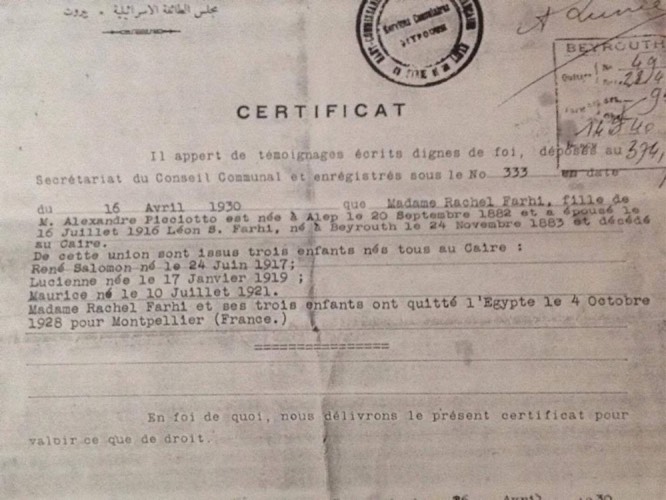 مجلس الطائفة الاسرائيلية - بيروت
Services Consulaires
BEYROUTH
BEYROUTH
49
CERTIFICAT
Il appert de témoignages écrits dignes de foi, déposés au
Secrétariat du Conseil Communal et enregistrés sous le No 333 en date
du 16 Avril 1930 que Madame Rachel Farhi, fille de
M. Alexandre Picciotto est née à Alep le 20 Septembre 1882 et a épousé le
16 Juillet 1916 Léon S. Farhi, né à Beyrouth le 24 Novembre 1883 et décédé
au Caire.
De cette union sont issus trois enfants nés tous au Caire :
René Salomon né le 24 Juin 1917;
Lucienne née le 17 Janvier 1919 ;
Maurice né le 10 Juillet 1921.
Madame Rachel Farhi et ses trois enfants ont quitté l'Egypte le 4 Octobre
1928 pour Montpellier (France.)
================
En foi de quoi, nous délivrons le présent certificat pour
valoir ce que de droit.